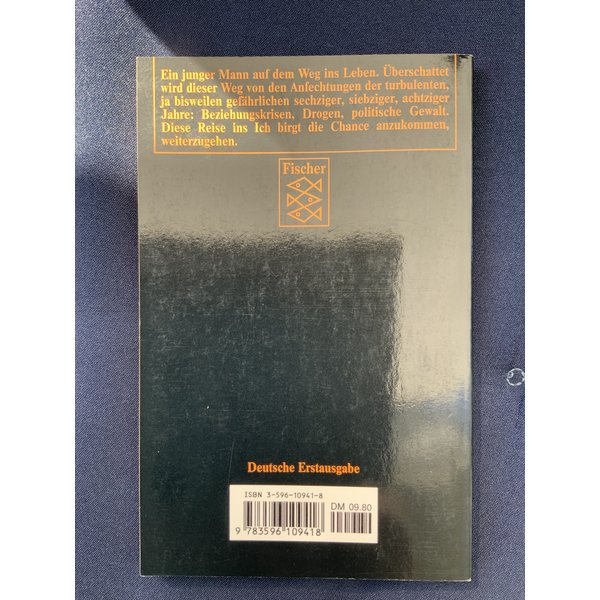 Ein junger Mann auf dem Weg ins Leben. Überschattet
wird dieser Weg von den Anfechtungen der turbulenten,
ja bisweilen gefährlichen sechziger, siebziger, achtziger
Jahre: Beziehungskrisen, Drogen, politische Gewalt.
Diese Reise ins Ich birgt die Chance anzukommen,
weiterzugehen.
Fischer
Deutsche Erstausgabe
ISBN 3-596-10941-8
DM 09.80
9 783596 109418